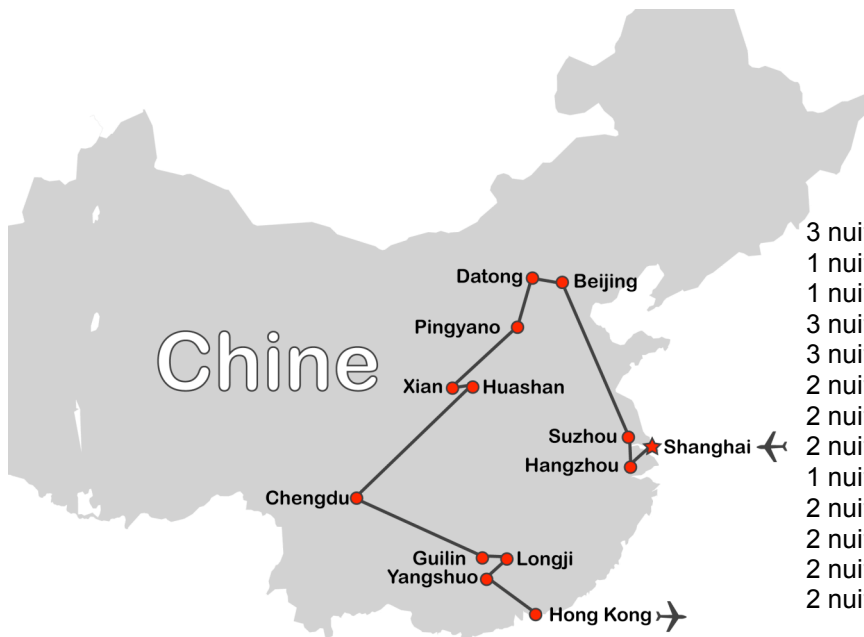 Chine
Datong
Beijing
Pingyano
Xian
Huashan
Suzhou
Shanghai
Hangzhou
Chengdu
Guilin
Longji
Yangshuo
Hong Kong
3 nui
1 nui
1 nui
3 nui
3 nui
2 nui
2 nui
2 nui
1 nui
2 nui
2 nui
2 nui
2 nui